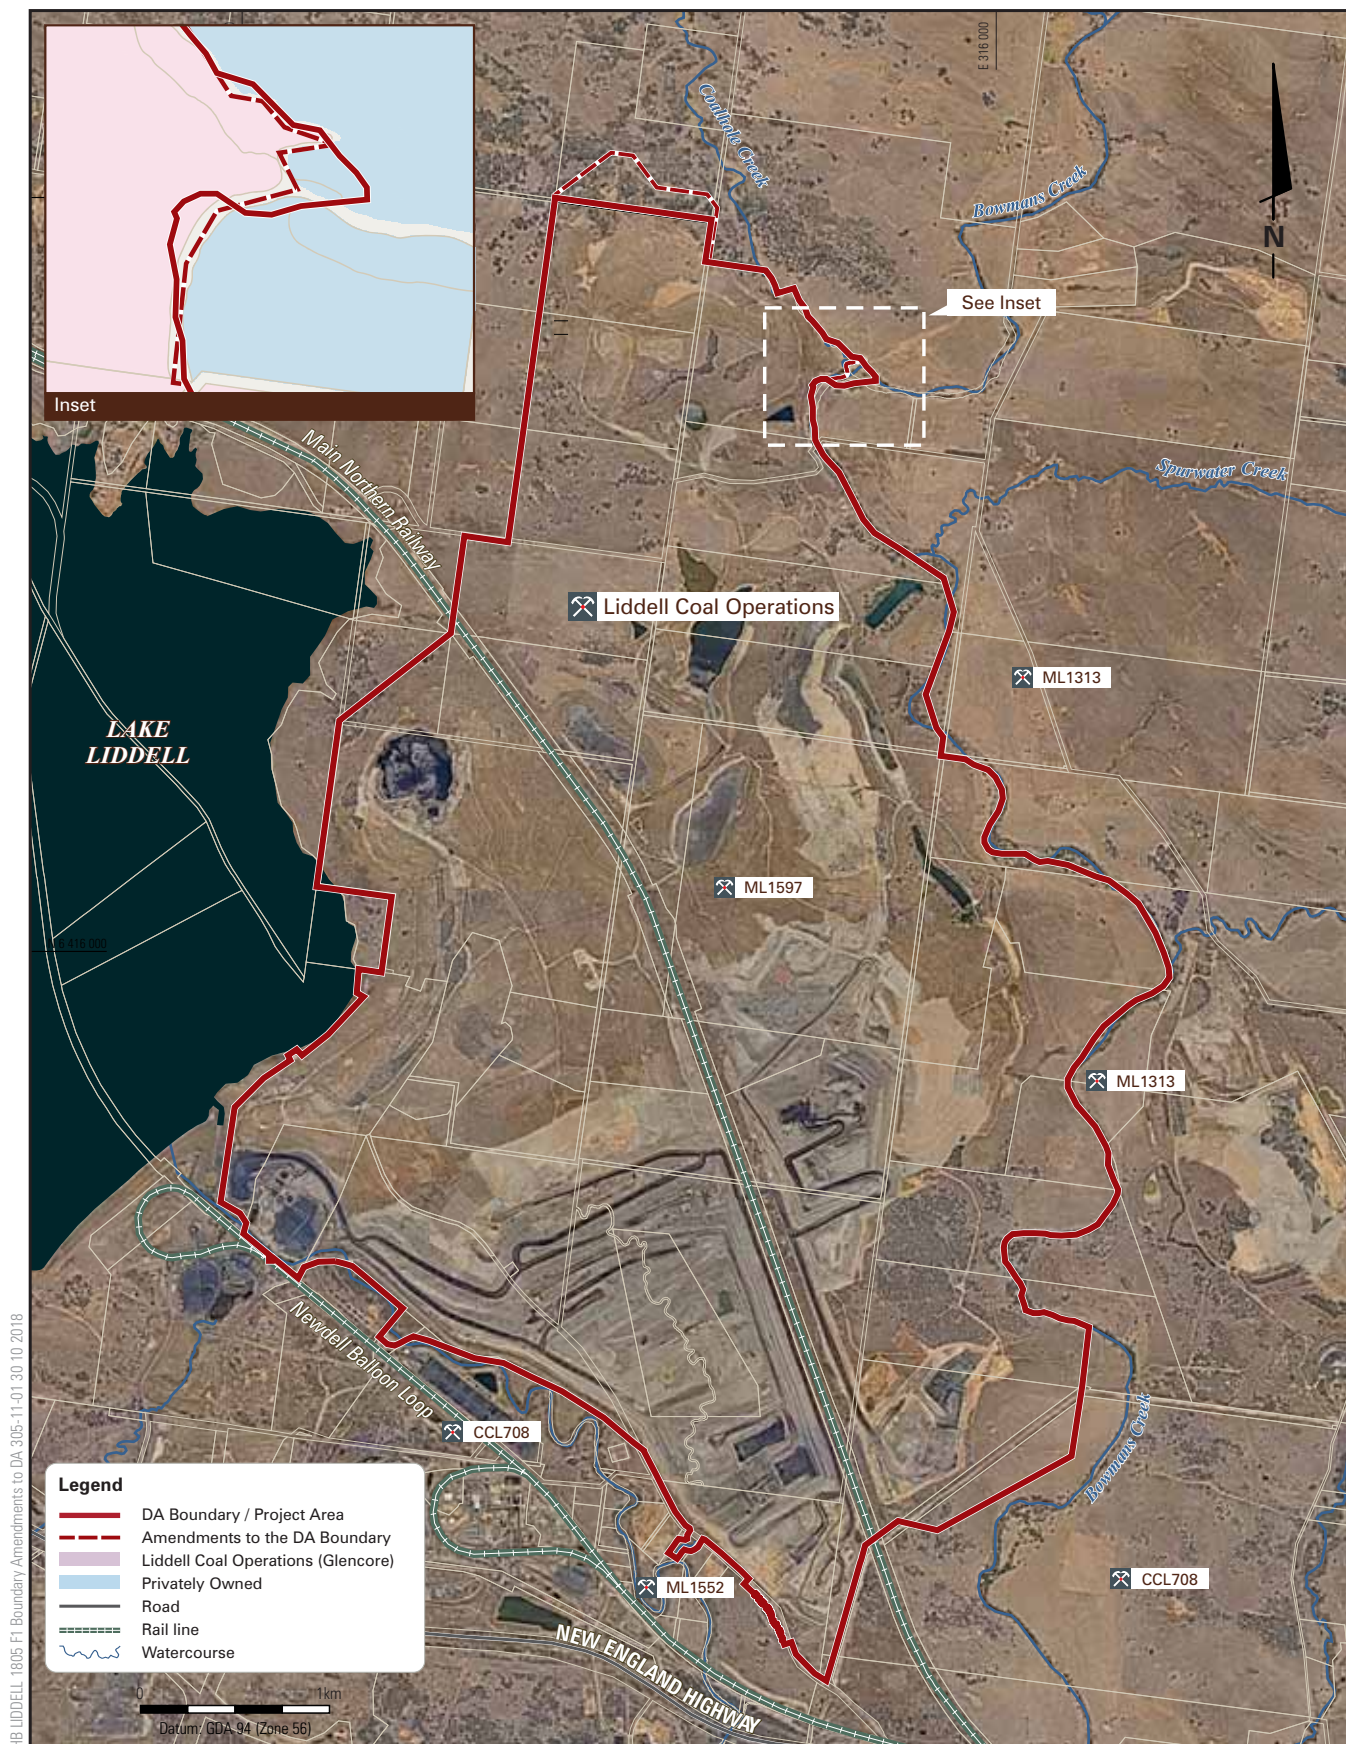 Inset
E 316 000
Coalhole Creek
Bowmans Creek
N
See Inset
Main Northern Railway
Spurwater Creek
Liddell Coal Operations
ML1313
LAKE
LIDDELL
ML1597
6 416 000
ML1313
Newdell Balloon Loop
CCL708
Bowmans Creek
ML1552
CCL708
NEW ENGLAND HIGHWAY
Legend
DA Boundary / Project Area
Amendments to the DA Boundary
Liddell Coal Operations (Glencore)
Privately Owned
Road
Rail line
Watercourse
0 1km
Datum: GDA 94 (Zone 56)
HB LIDDELL 1805 F1 Boundary Amendments to DA 305-11-01 30 10 2018